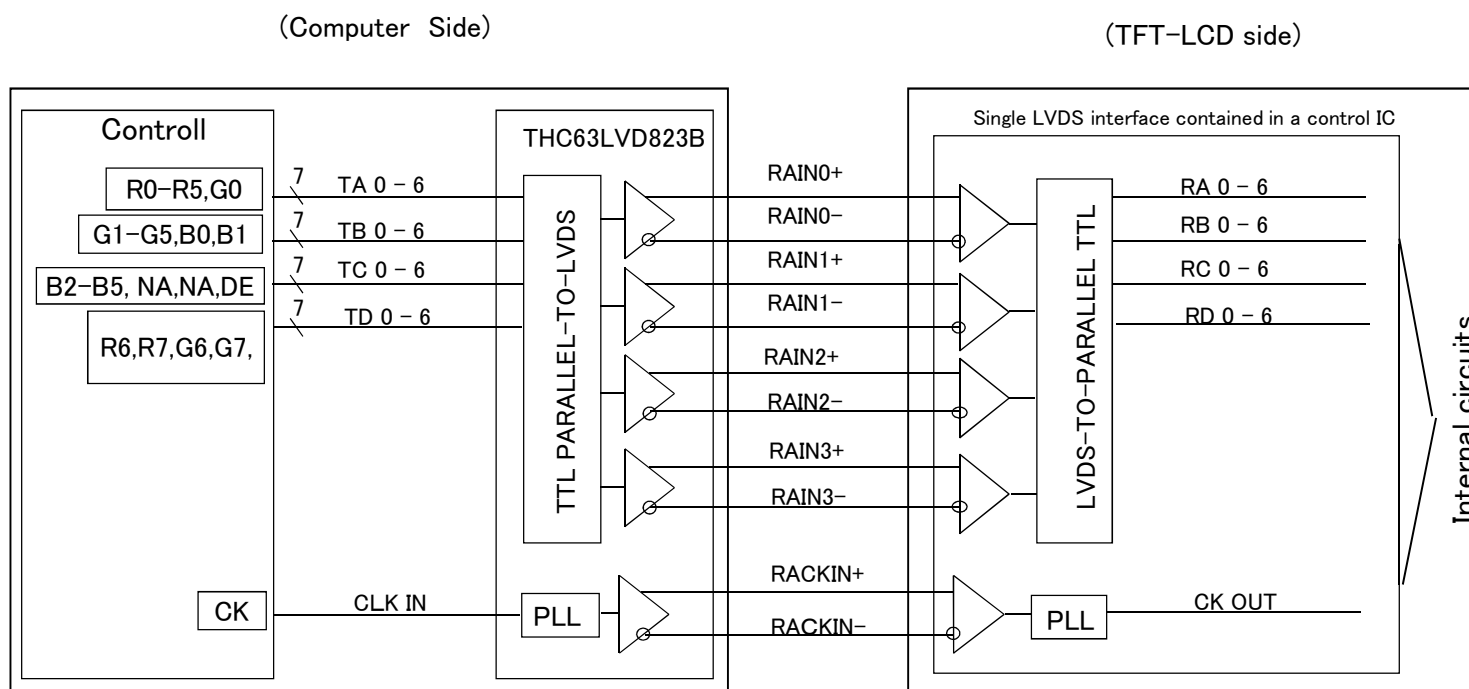 (Computer Side)
(TFT-LCD side)
Controll
THC63LVD823B
Single LVDS interface contained in a control IC
R0-R5,G0
7
TA 0 - 6
RAIN0+
RA 0 - 6
G1-G5,B0,B1
7
TB 0 - 6
RAIN0-
RB 0 - 6
B2-B5, NA,NA,DE
7
TC 0 - 6
RAIN1+
RC 0 - 6
R6,R7,G6,G7,
7
TD 0 - 6
RAIN1-
RD 0 - 6
TTL PARALLEL-TO-LVDS
RAIN2+
RAIN2-
RAIN3+
RAIN3-
LVDS-TO-PARALLEL TTL
Internal circuits
CK
CLK IN
PLL
RACKIN+
RACKIN-
PLL
CK OUT